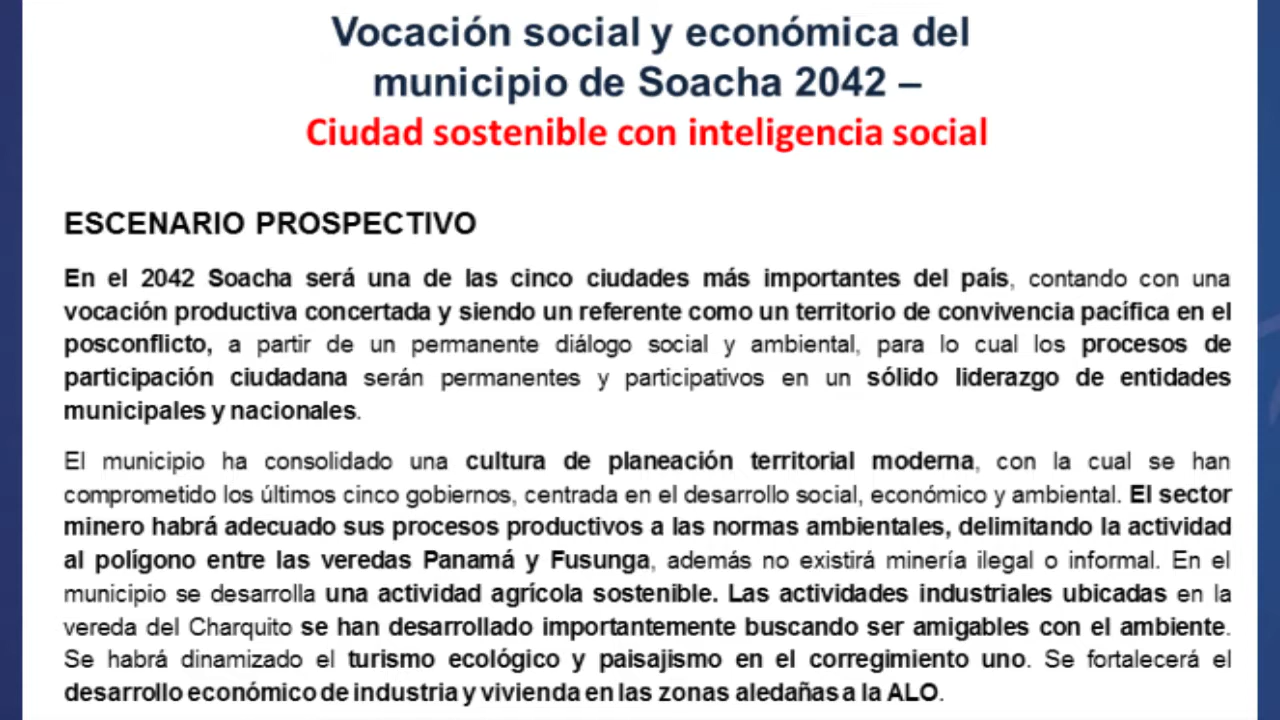 Vocación social y económica del
municipio de Soacha 2042 –
Ciudad sostenible con inteligencia social
ESCENARIO PROSPECTIVO
En el 2042 Soacha será una de las cinco ciudades más importantes del país, contando con una
vocación productiva concertada y siendo un referente como un territorio de convivencia pacífica en el
posconflicto, a partir de un permanente diálogo social y ambiental, para lo cual los procesos de
participación ciudadana serán permanentes y participativos en un sólido liderazgo de entidades
municipales y nacionales.
El municipio ha consolidado una cultura de planeación territorial moderna, con la cual se han
comprometido los últimos cinco gobiernos, centrada en el desarrollo social, económico y ambiental. El sector
minero habrá adecuado sus procesos productivos a las normas ambientales, delimitando la actividad
al polígono entre las veredas Panamá y Fusunga, además no existirá minería ilegal o informal. En el
municipio se desarrolla una actividad agrícola sostenible. Las actividades industriales ubicadas en la
vereda del Charquito se han desarrollado importantemente buscando ser amigables con el ambiente.
Se habrá dinamizado el turismo ecológico y paisajismo en el corregimiento uno. Se fortalecerá el
desarrollo económico de industria y vivienda en las zonas aledañas a la ALO.